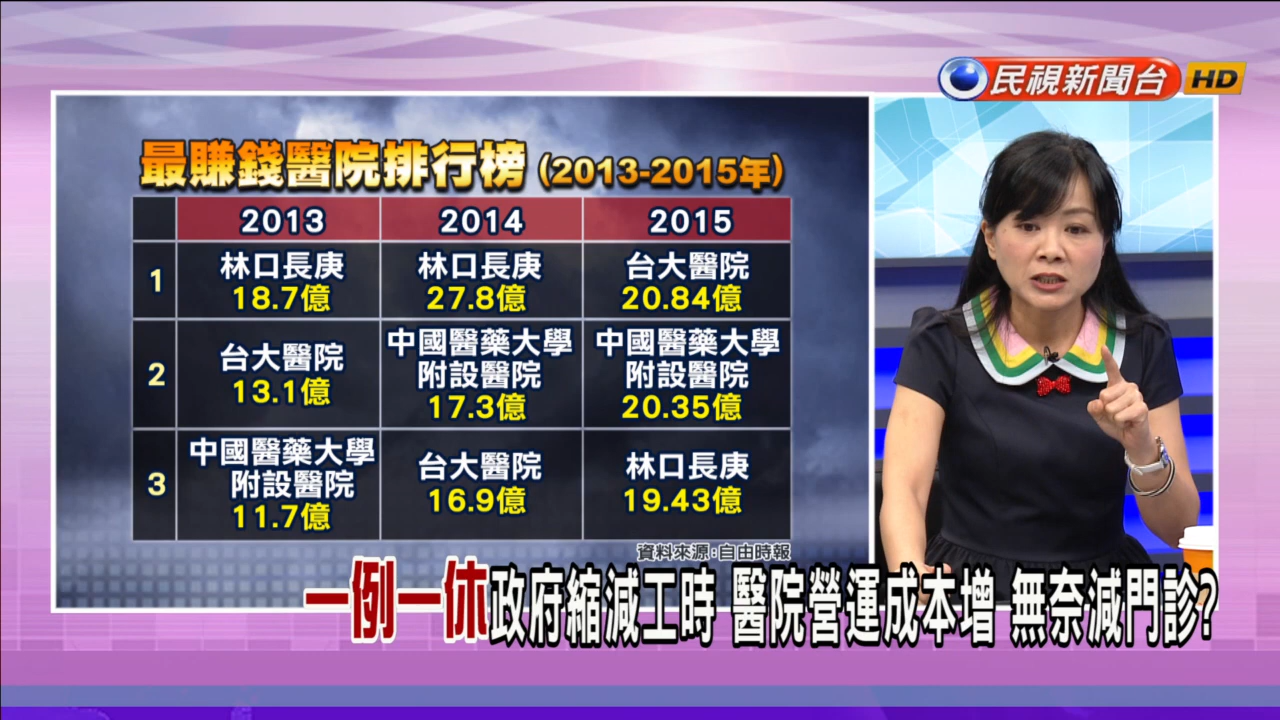 民視新聞台 HD
最賺錢醫院排行榜 (2013-2015年)
2013 2014 2015
1
林口長庚
18.7億
林口長庚
27.8億
台大醫院
20.84億
2
台大醫院
13.1億
中國醫藥大學
附設醫院
17.3億
中國醫藥大學
附設醫院
20.35億
3
中國醫藥大學
附設醫院
11.7億
台大醫院
16.9億
林口長庚
19.43億
資料來源:自由時報
一例一休政府縮減工時 醫院營運成本增 無奈減門診?